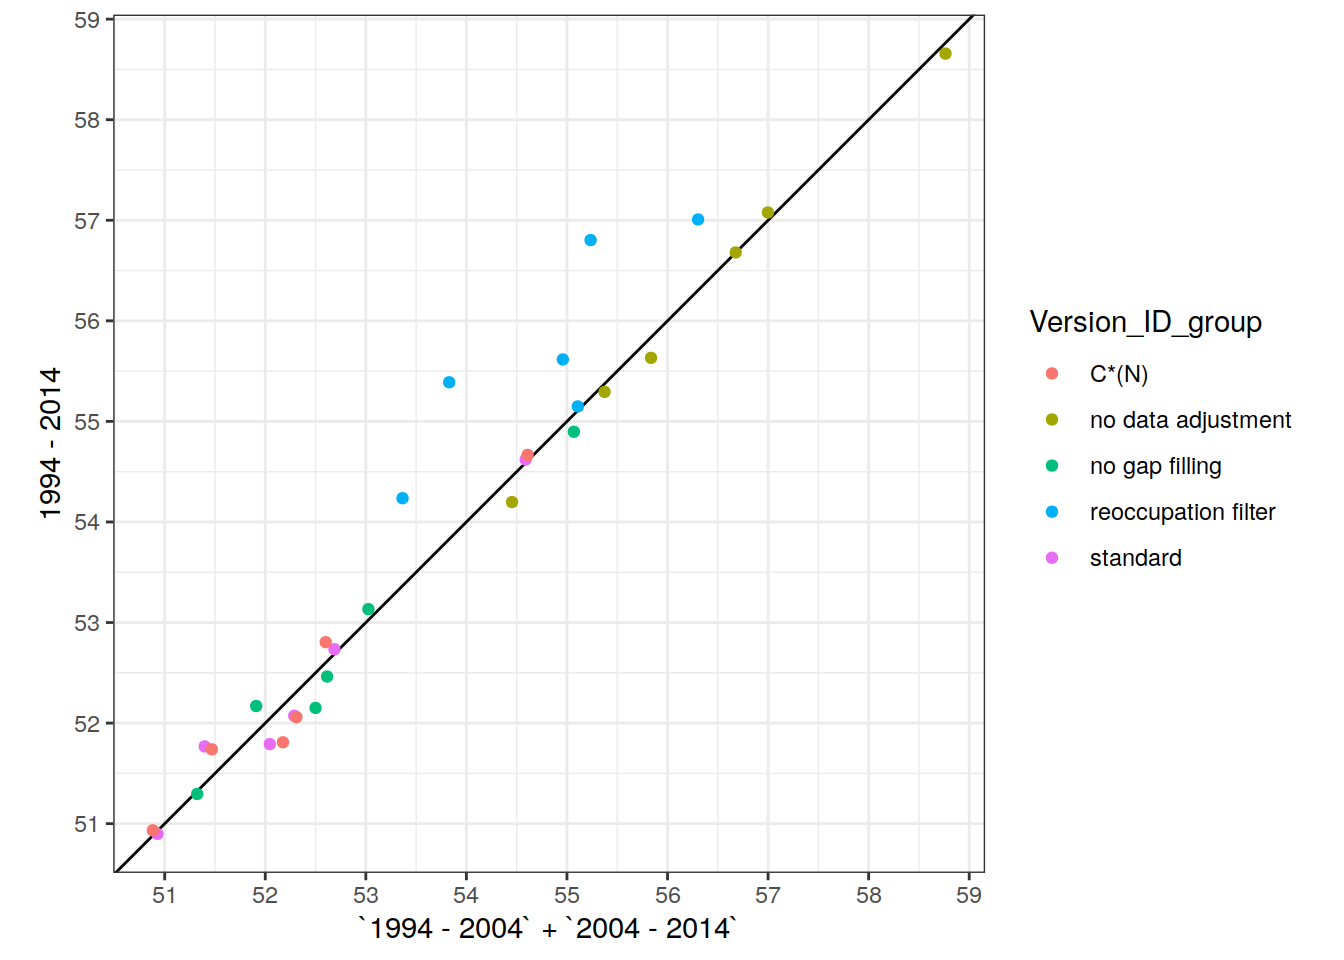 59
58
57
56
55
54
53
52
51
1994 - 2014
51 52 53 54 55 56 57 58 59
`1994 - 2004` + `2004 - 2014`
Version_ID_group
C*(N)
no data adjustment
no gap filling
reoccupation filter
standard